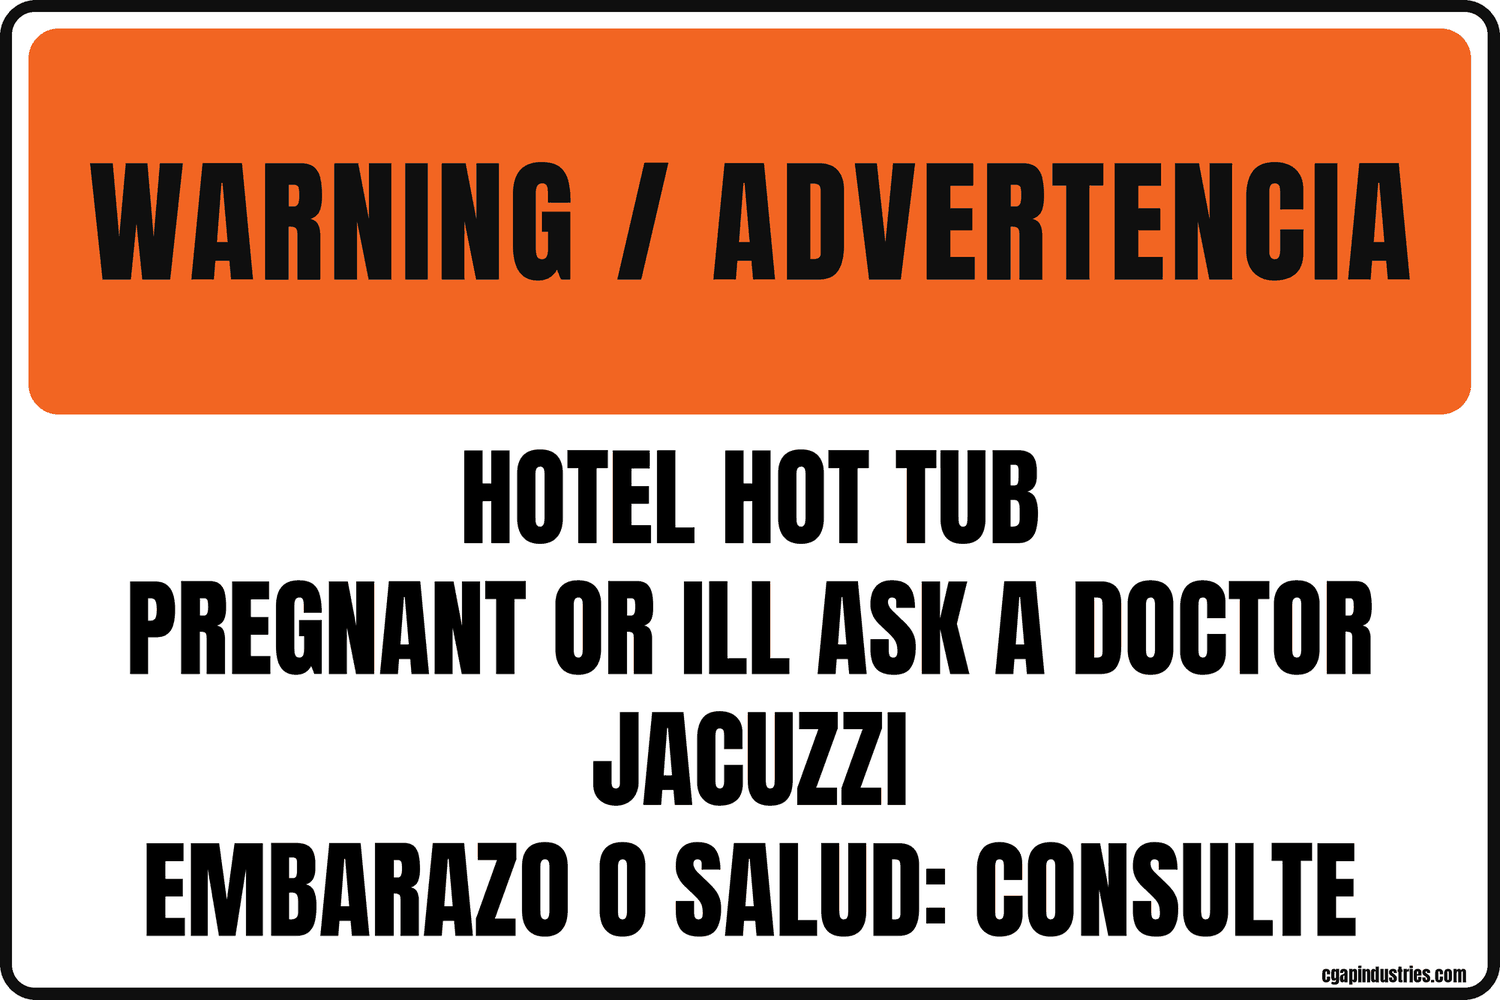 WARNING / ADVERTENCIA
HOTEL HOT TUB
PREGNANT OR ILL ASK A DOCTOR
JACUZZI
EMBARAZO O SALUD: CONSULTE
cgapindustries.com